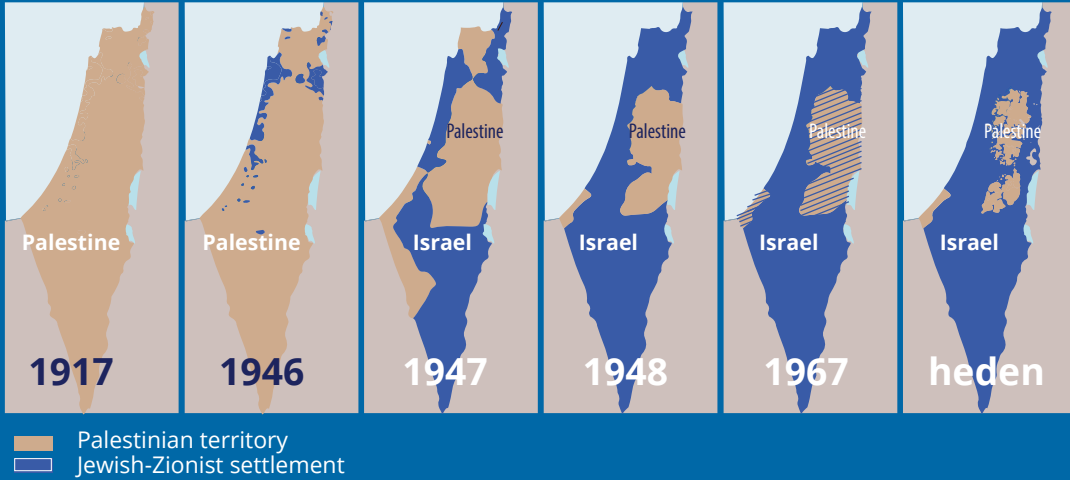 Palestine
1917
Palestine
1946
Palestine
Israel
1947
Palestine
Israel
1948
Palestine
Israel
1967
Palestine
Israel
heden
Palestinian territory
Jewish-Zionist settlement